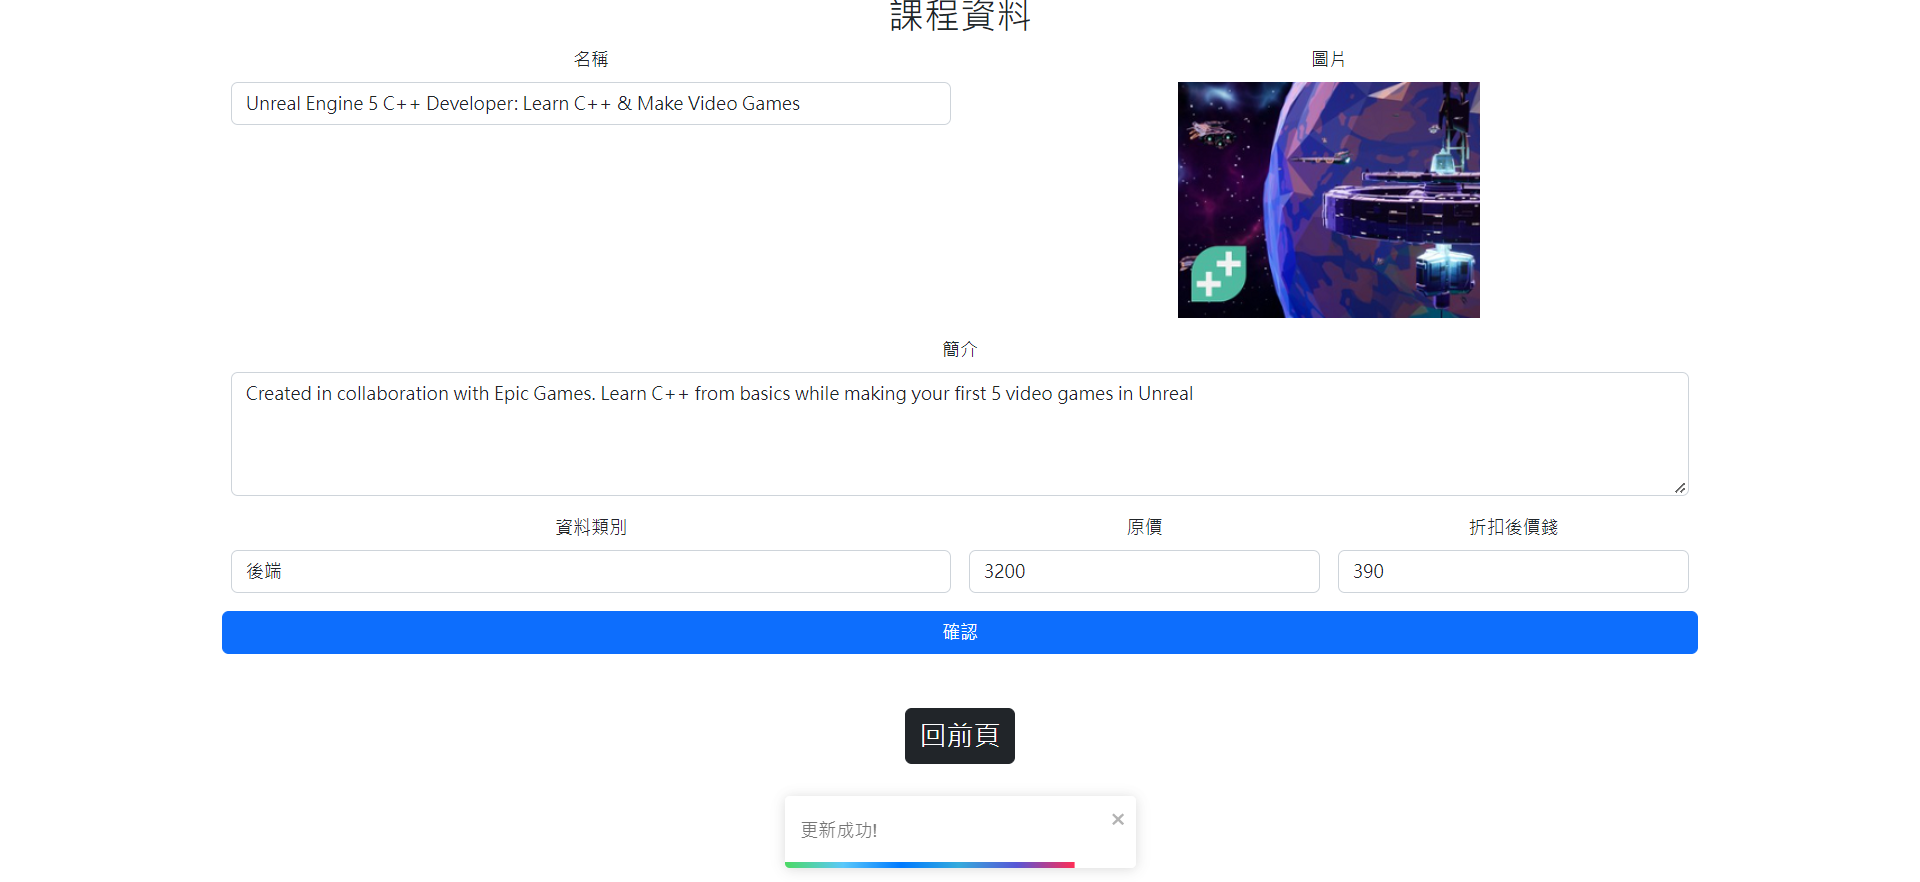 課程資料
名稱
圖片
Unreal Engine 5 C++ Developer: Learn C++ & Make Video Games
簡介
Created in collaboration with Epic Games. Learn C++ from basics while making your first 5 video games in Unreal
資料類別
原價
折扣後價錢
後端
3200
390
確認
回前頁
更新成功!